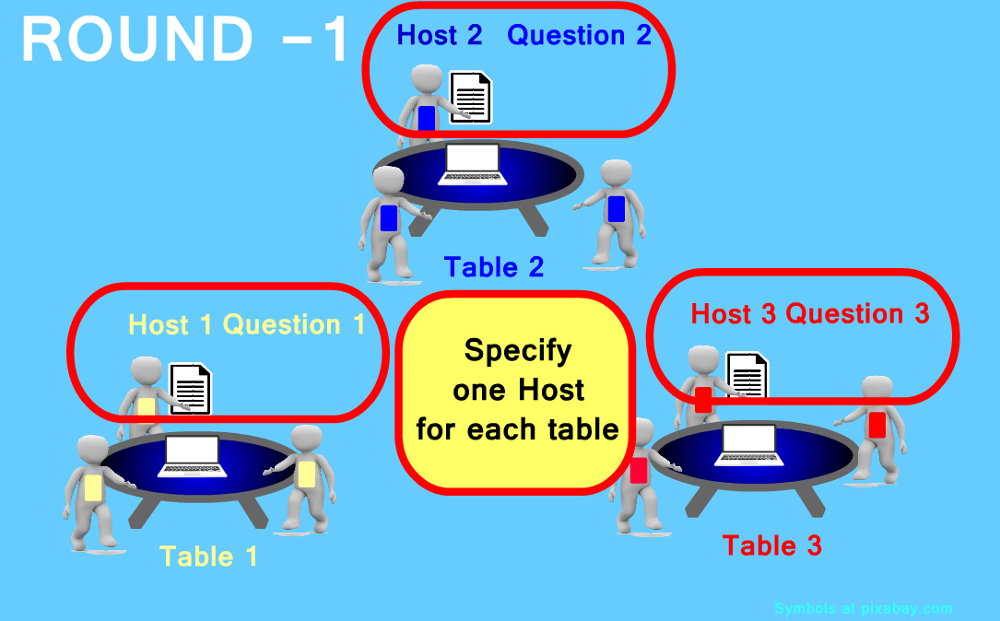 ROUND -1
Host 2 Question 2
Table 2
Host 1 Question 1
Specify
one Host
for each table
Host 3 Question 3
Table 1
Table 3
Symbols at pixabay.com